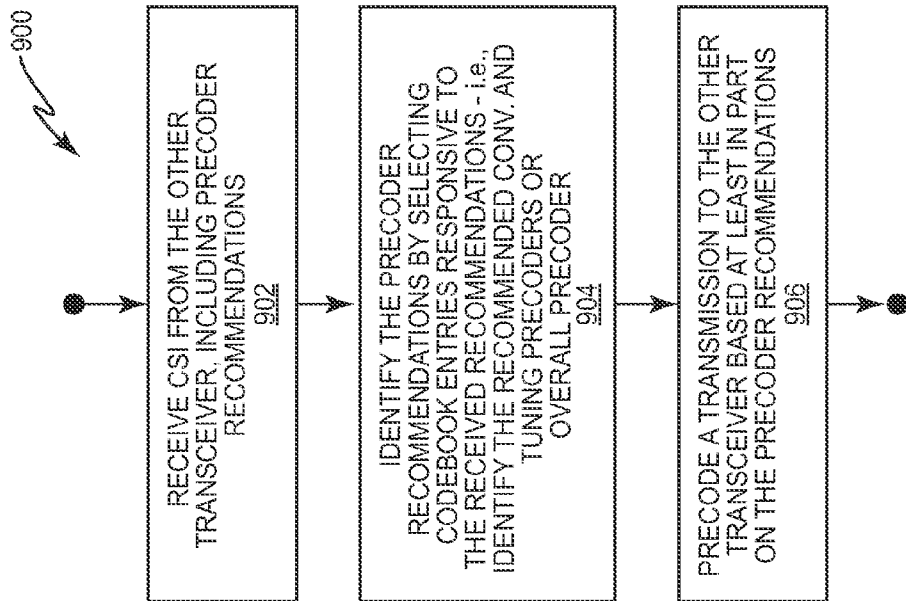 900
RECEIVE CSI FROM THE OTHER
TRANSCEIVER, INCLUDING PRECODER
RECOMMENDATIONS
902
IDENTIFY THE PRECODER
RECOMMENDATIONS BY SELECTING
CODEBOOK ENTRIES RESPONSIVE TO
THE RECEIVED RECOMMENDATIONS - i.e.,
IDENTIFY THE RECOMMENDED CONV. AND
TUNING PRECODERS OR
OVERALL PRECODER
904
PRECODE A TRANSMISSION TO THE OTHER
TRANSCEIVER BASED AT LEAST IN PART
ON THE PRECODER RECOMMENDATIONS
906